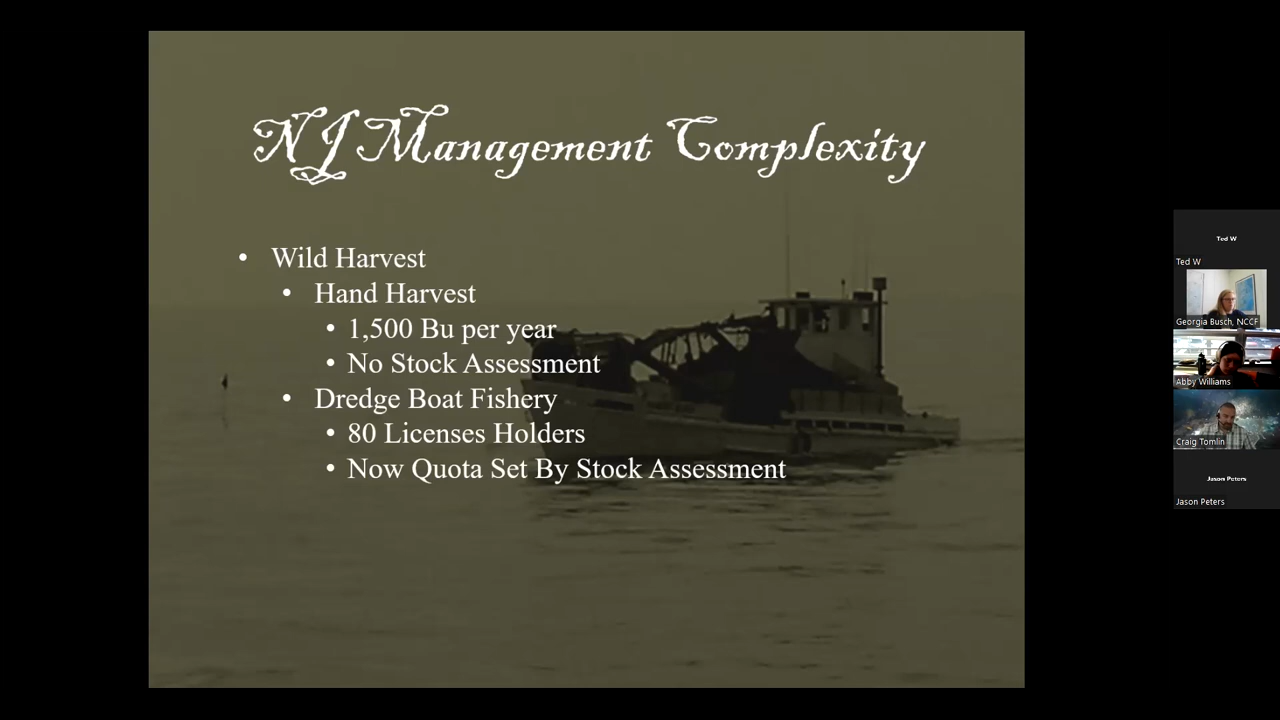 NJ Management Complexity
• Wild Harvest
• Hand Harvest
• 1,500 Bu per year
• No Stock Assessment
• Dredge Boat Fishery
• 80 Licenses Holders
• Now Quota Set By Stock Assessment
Ted W
Ted W
Georgia Busch, NCCF
Abby Williams
Craig Tomlin
Jason Peters
Jason Peters